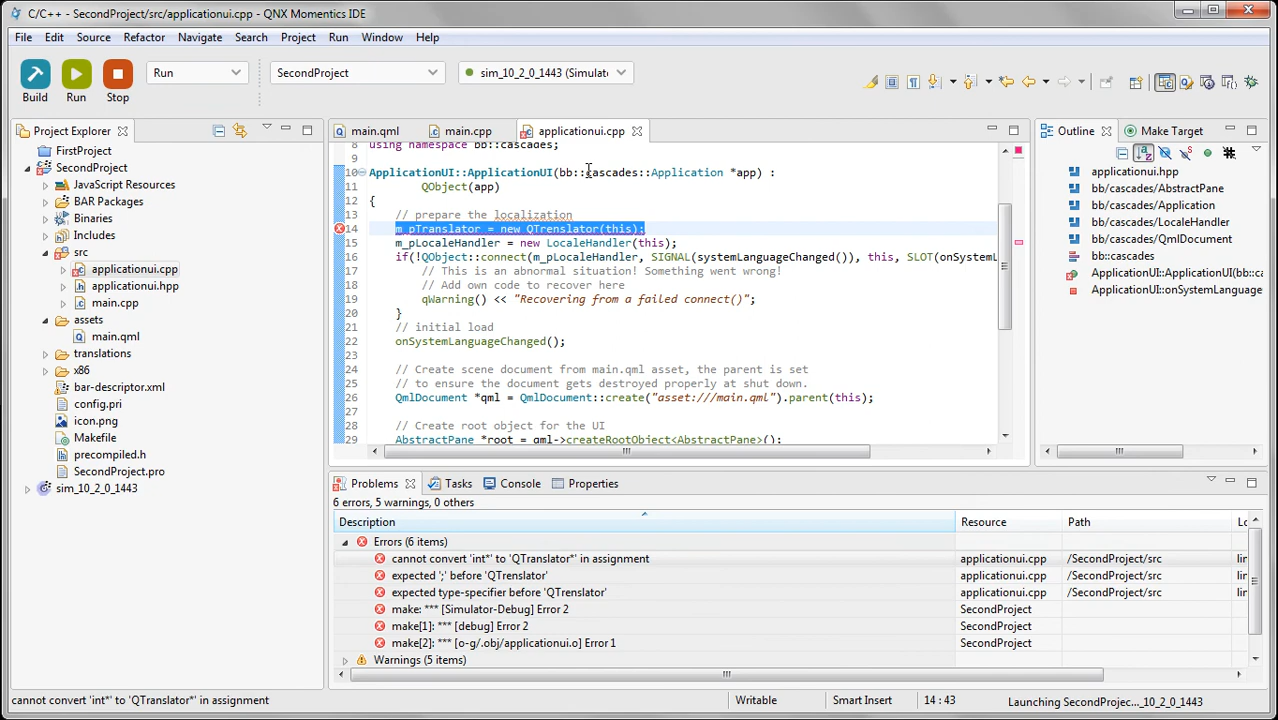 C/C++ - SecondProject/src/applicationui.cpp - QNX Momentics IDE
File Edit Source Refactor Navigate Search Project Run Window Help
Build Run Stop Run SecondProject sim_10_2_0_1443 (Simulate
Project Explorer
FirstProject
SecondProject
JavaScript Resources
BAR Packages
Binaries
Includes
src
applicationui.cpp
applicationui.hpp
main.cpp
assets
main.qml
translations
x86
bar-descriptor.xml
config.pri
icon.png
Makefile
precompiled.h
SecondProject.pro
sim_10_2_0_1443
main.qml main.cpp applicationui.cpp
8 using namespace bb::cascades;
9
10 ApplicationUI::ApplicationUI(bb::cascades::Application *app) :
11 QObject(app)
12 {
13 // prepare the localization
14 m_pTranslator = new QTrenslator(this);
15 m_pLocaleHandler = new LocaleHandler(this);
16 if(!QObject::connect(m_pLocaleHandler, SIGNAL(systemLanguageChanged()), this, SLOT(onSystemL
17 // This is an abnormal situation! Something went wrong!
18 // Add own code to recover here
19 qWarning() << "Recovering from a failed connect()";
20 }
21 // initial load
22 onSystemLanguageChanged();
23
24 // Create scene document from main.qml asset, the parent is set
25 // to ensure the document gets destroyed properly at shut down.
26 QmlDocument *qml = QmlDocument::create("asset:///main.qml").parent(this);
27
28 // Create root object for the UI
29 AbstractPane *root = qml->createRootObject<AbstractPane>();
Outline Make Target
applicationui.hpp
bb/cascades/AbstractPane
bb/cascades/Application
bb/cascades/LocaleHandler
bb/cascades/QmlDocument
bb::cascades
ApplicationUI::ApplicationUI(bb::ca
ApplicationUI::onSystemLanguage
Problems Tasks Console Properties
6 errors, 5 warnings, 0 others
Description Resource Path Lo
Errors (6 items)
cannot convert 'int*' to 'QTranslator*' in assignment applicationui.cpp /SecondProject/src lin
expected ';' before 'QTrenslator' applicationui.cpp /SecondProject/src lin
expected type-specifier before 'QTrenslator' applicationui.cpp /SecondProject/src lin
make: *** [Simulator-Debug] Error 2 SecondProject
make[1]: *** [debug] Error 2 SecondProject
make[2]: *** [o-g/.obj/applicationui.o] Error 1 SecondProject
Warnings (5 items)
cannot convert 'int*' to 'QTranslator*' in assignment Writable Smart Insert 14 : 43 Launching SecondProjec..._10_2_0_1443